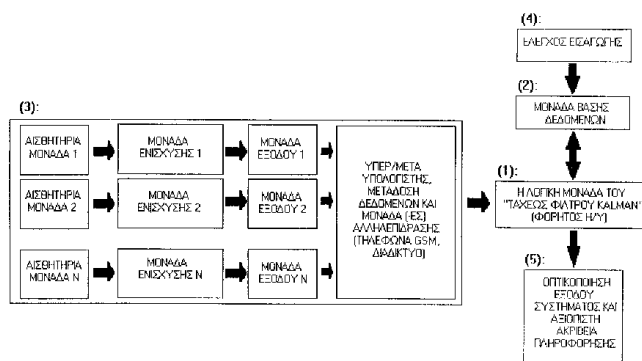 (4):
ΕΛΕΓΧΟΣ ΕΙΣΑΓΩΓΗΣ
(2):
ΜΟΝΑΔΑ ΒΑΣΗΣ
ΔΕΔΟΜΕΝΩΝ
(3):
ΑΙΣΘΗΤΗΡΙΑ
ΜΟΝΑΔΑ 1
ΜΟΝΑΔΑ
ΕΝΙΣΧΥΣΗΣ 1
ΜΟΝΑΔΑ
ΕΞΟΔΟΥ 1
ΑΙΣΘΗΤΗΡΙΑ
ΜΟΝΑΔΑ 2
ΜΟΝΑΔΑ
ΕΝΙΣΧΥΣΗΣ 2
ΜΟΝΑΔΑ
ΕΞΟΔΟΥ 2
ΑΙΣΘΗΤΗΡΙΑ
ΜΟΝΑΔΑ Ν
ΜΟΝΑΔΑ
ΕΝΙΣΧΥΣΗΣ Ν
ΜΟΝΑΔΑ
ΕΞΟΔΟΥ Ν
ΥΠΕΡ/ΜΕΤΑ
ΥΠΟΛΟΓΙΣΤΗΣ,
ΜΕΤΑΔΟΣΗ
ΔΕΔΟΜΕΝΩΝ ΚΑΙ
ΜΟΝΑΔΑ (-ΕΣ)
ΑΛΛΗΛΕΠΙΔΡΑΣΗΣ
(ΤΗΛΕΦΩΝΑ GSM,
ΔΙΑΔΙΚΤΥΟ)
(1):
Η ΛΟΓΙΚΗ ΜΟΝΑΔΑ ΤΟΥ
"ΤΑΧΕΩΣ ΦΙΛΤΡΟΥ KALMAN"
(ΦΟΡΗΤΟΣ Η/Υ)
(5):
ΟΠΤΙΚΟΠΟΙΗΣΗ
ΕΞΟΔΟΥ
ΣΥΣΤΗΜΑΤΟΣ ΚΑΙ
ΑΞΙΟΠΙΣΤΗ
ΑΚΡΙΒΕΙΑ
ΠΛΗΡΟΦΟΡΗΣΗΣ